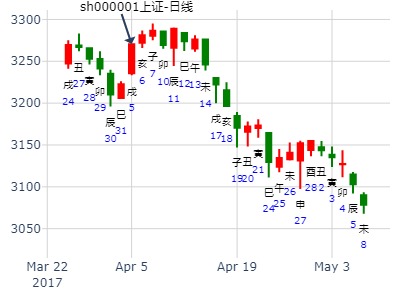 sh000001上证-日线
3300
3250
3200
3150
3100
3050
戌
24
丑
27
寅
28
卯
29
辰
30
巳
31
戌
5
亥
6
子
7
卯
10
辰
11
巳
12
午
13
未
14
戌
17
亥
18
子
19
丑
20
寅
21
巳
24
午
25
未
26
申
27
酉
28
丑
2
寅
3
卯
4
辰
5
未
8
Mar 22
2017
Apr 5
Apr 19
May 3